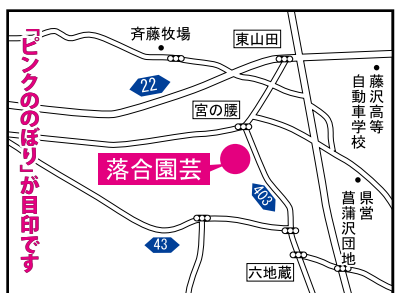 「ピンクののぼり」が目印です
斉藤牧場
東山田
22
藤沢高等
自動車学校
宮の腰
落合園芸
403
県営
菖蒲沢団地
43
六地蔵